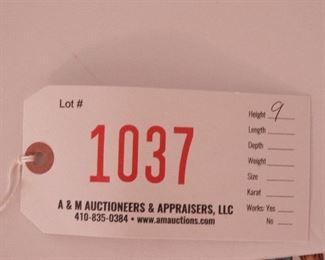 Lot #
1037
A & M AUCTIONEERS & APPRAISERS, LLC
410-835-0384 • www.amauctions.com
Height 9
Length
Depth
Weight
Size
Karat
Works: Yes
No